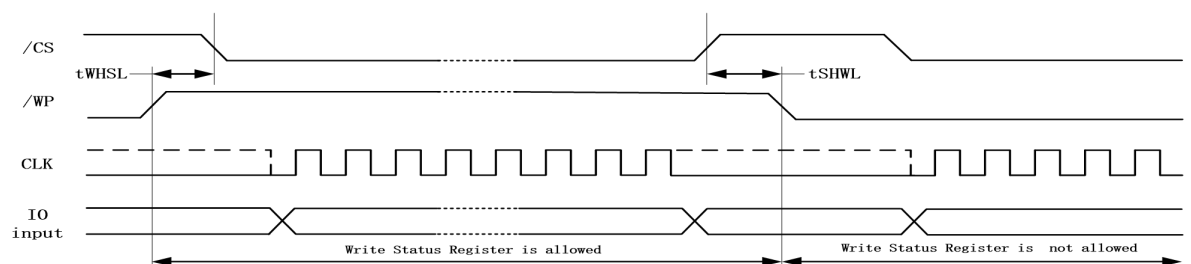 /CS
tWHSL
tSHWL
/WP
CLK
IO
input
Write Status Register is allowed
Write Status Register is not allowed